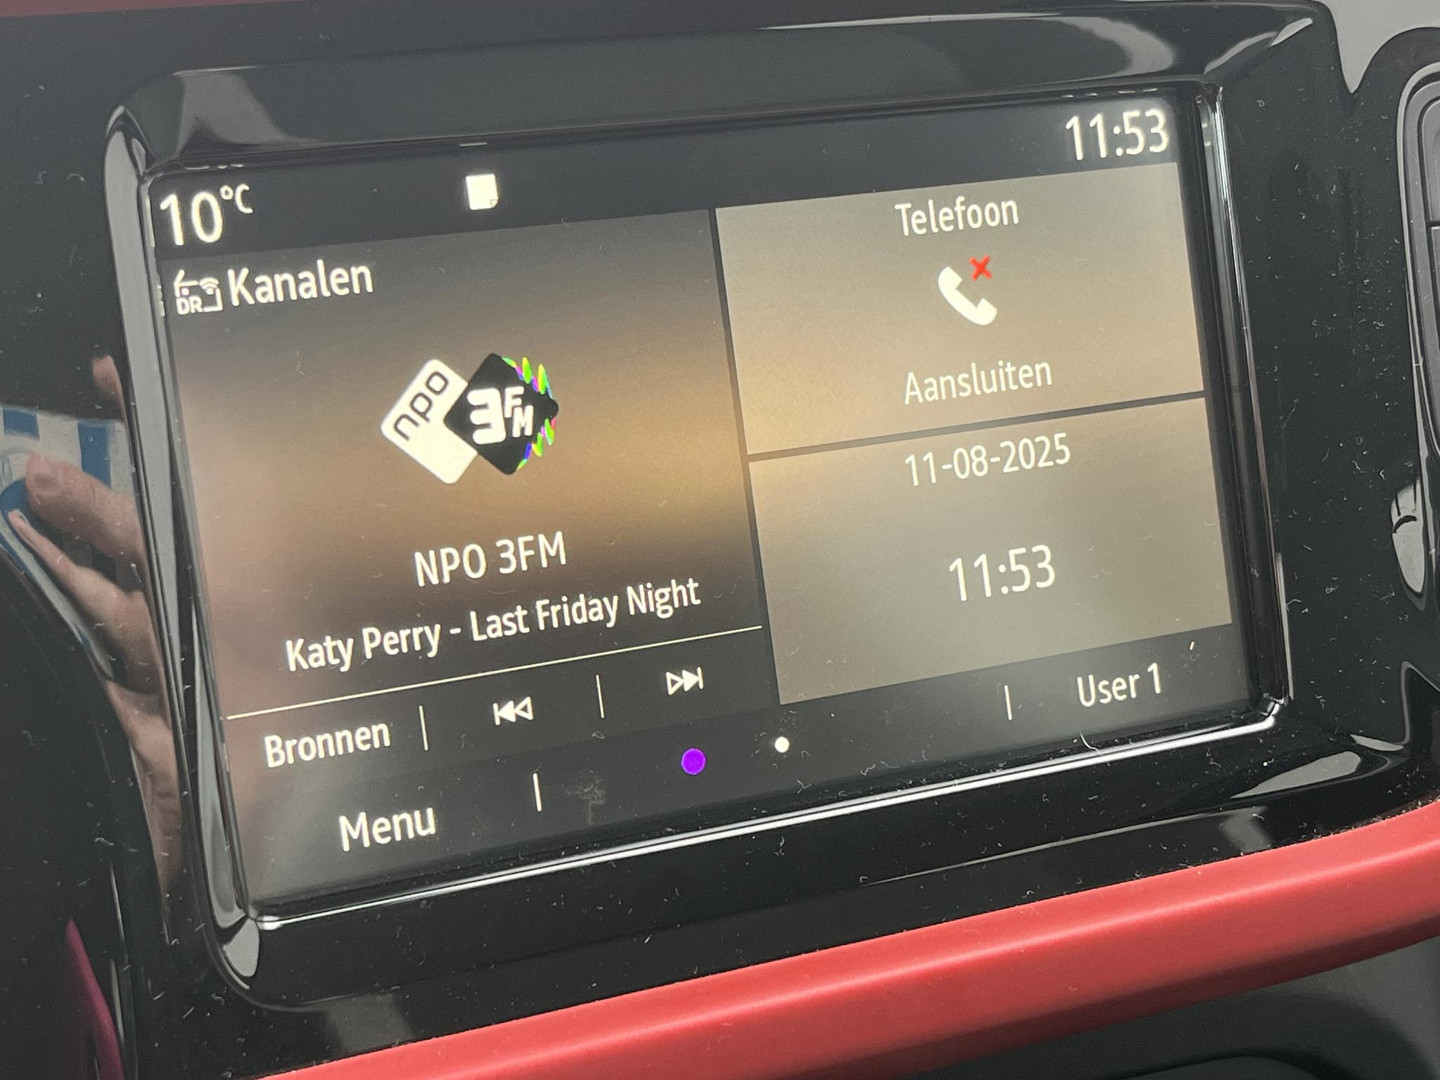 10°C
11:53
DR
Kanalen
npo
3FM
NPO 3FM
Katy Perry - Last Friday Night
Bronnen
Menu
Telefoon
Aansluiten
11-08-2025
11:53
User 1